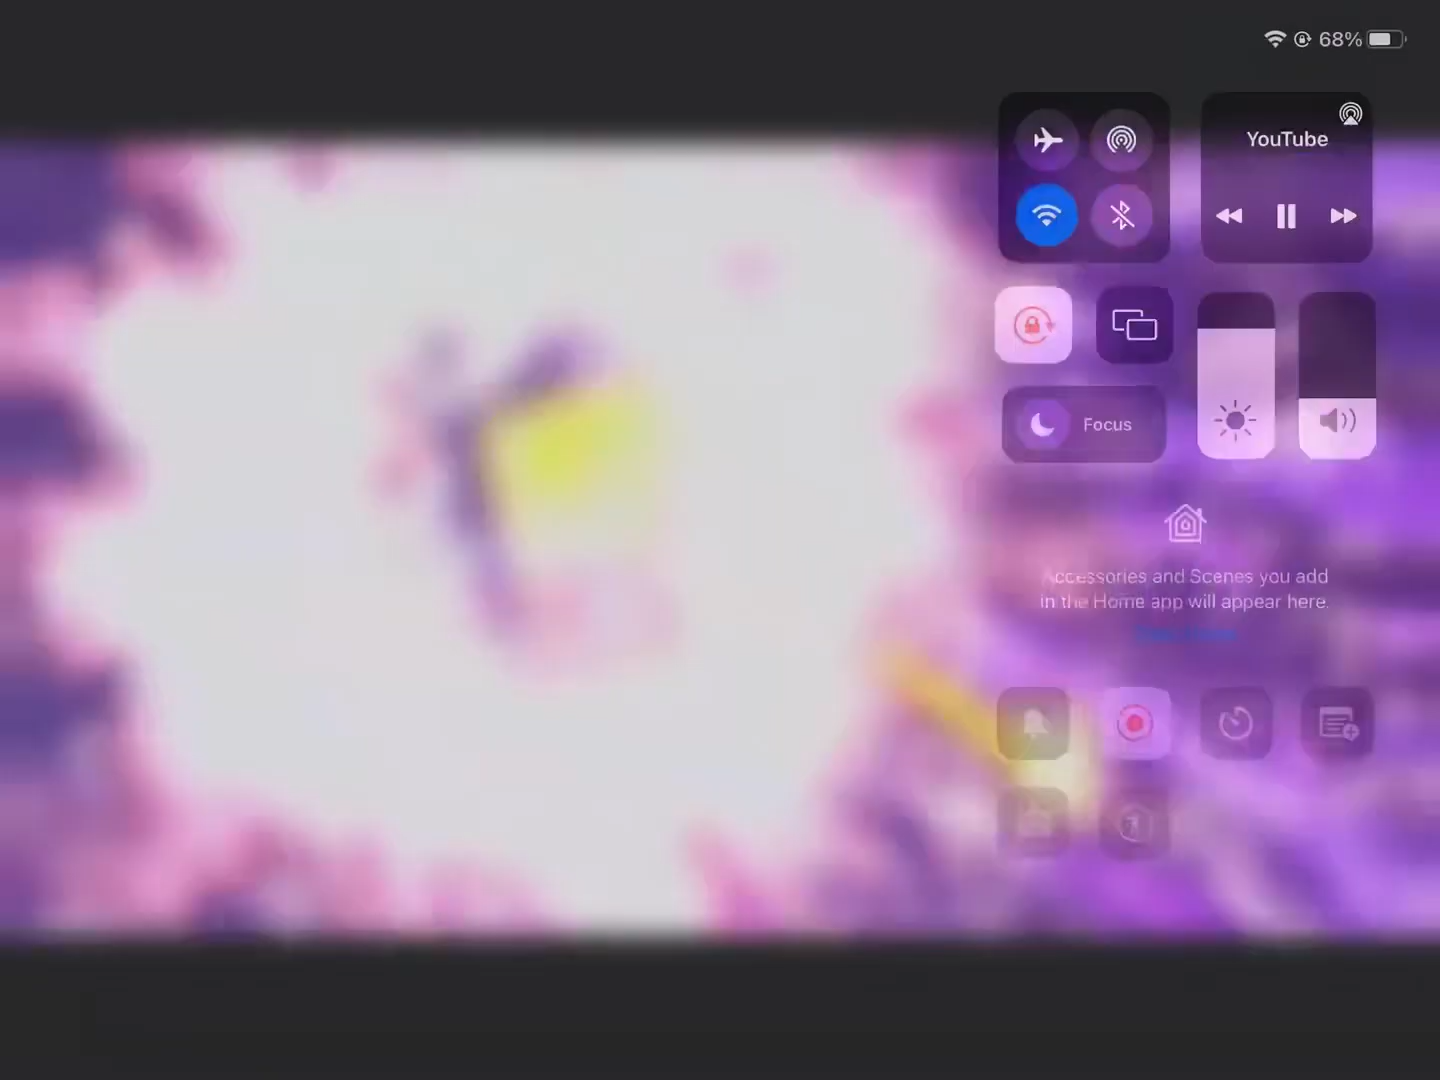 68%
YouTube
Focus
Accessories and Scenes you add
in the Home app will appear here.